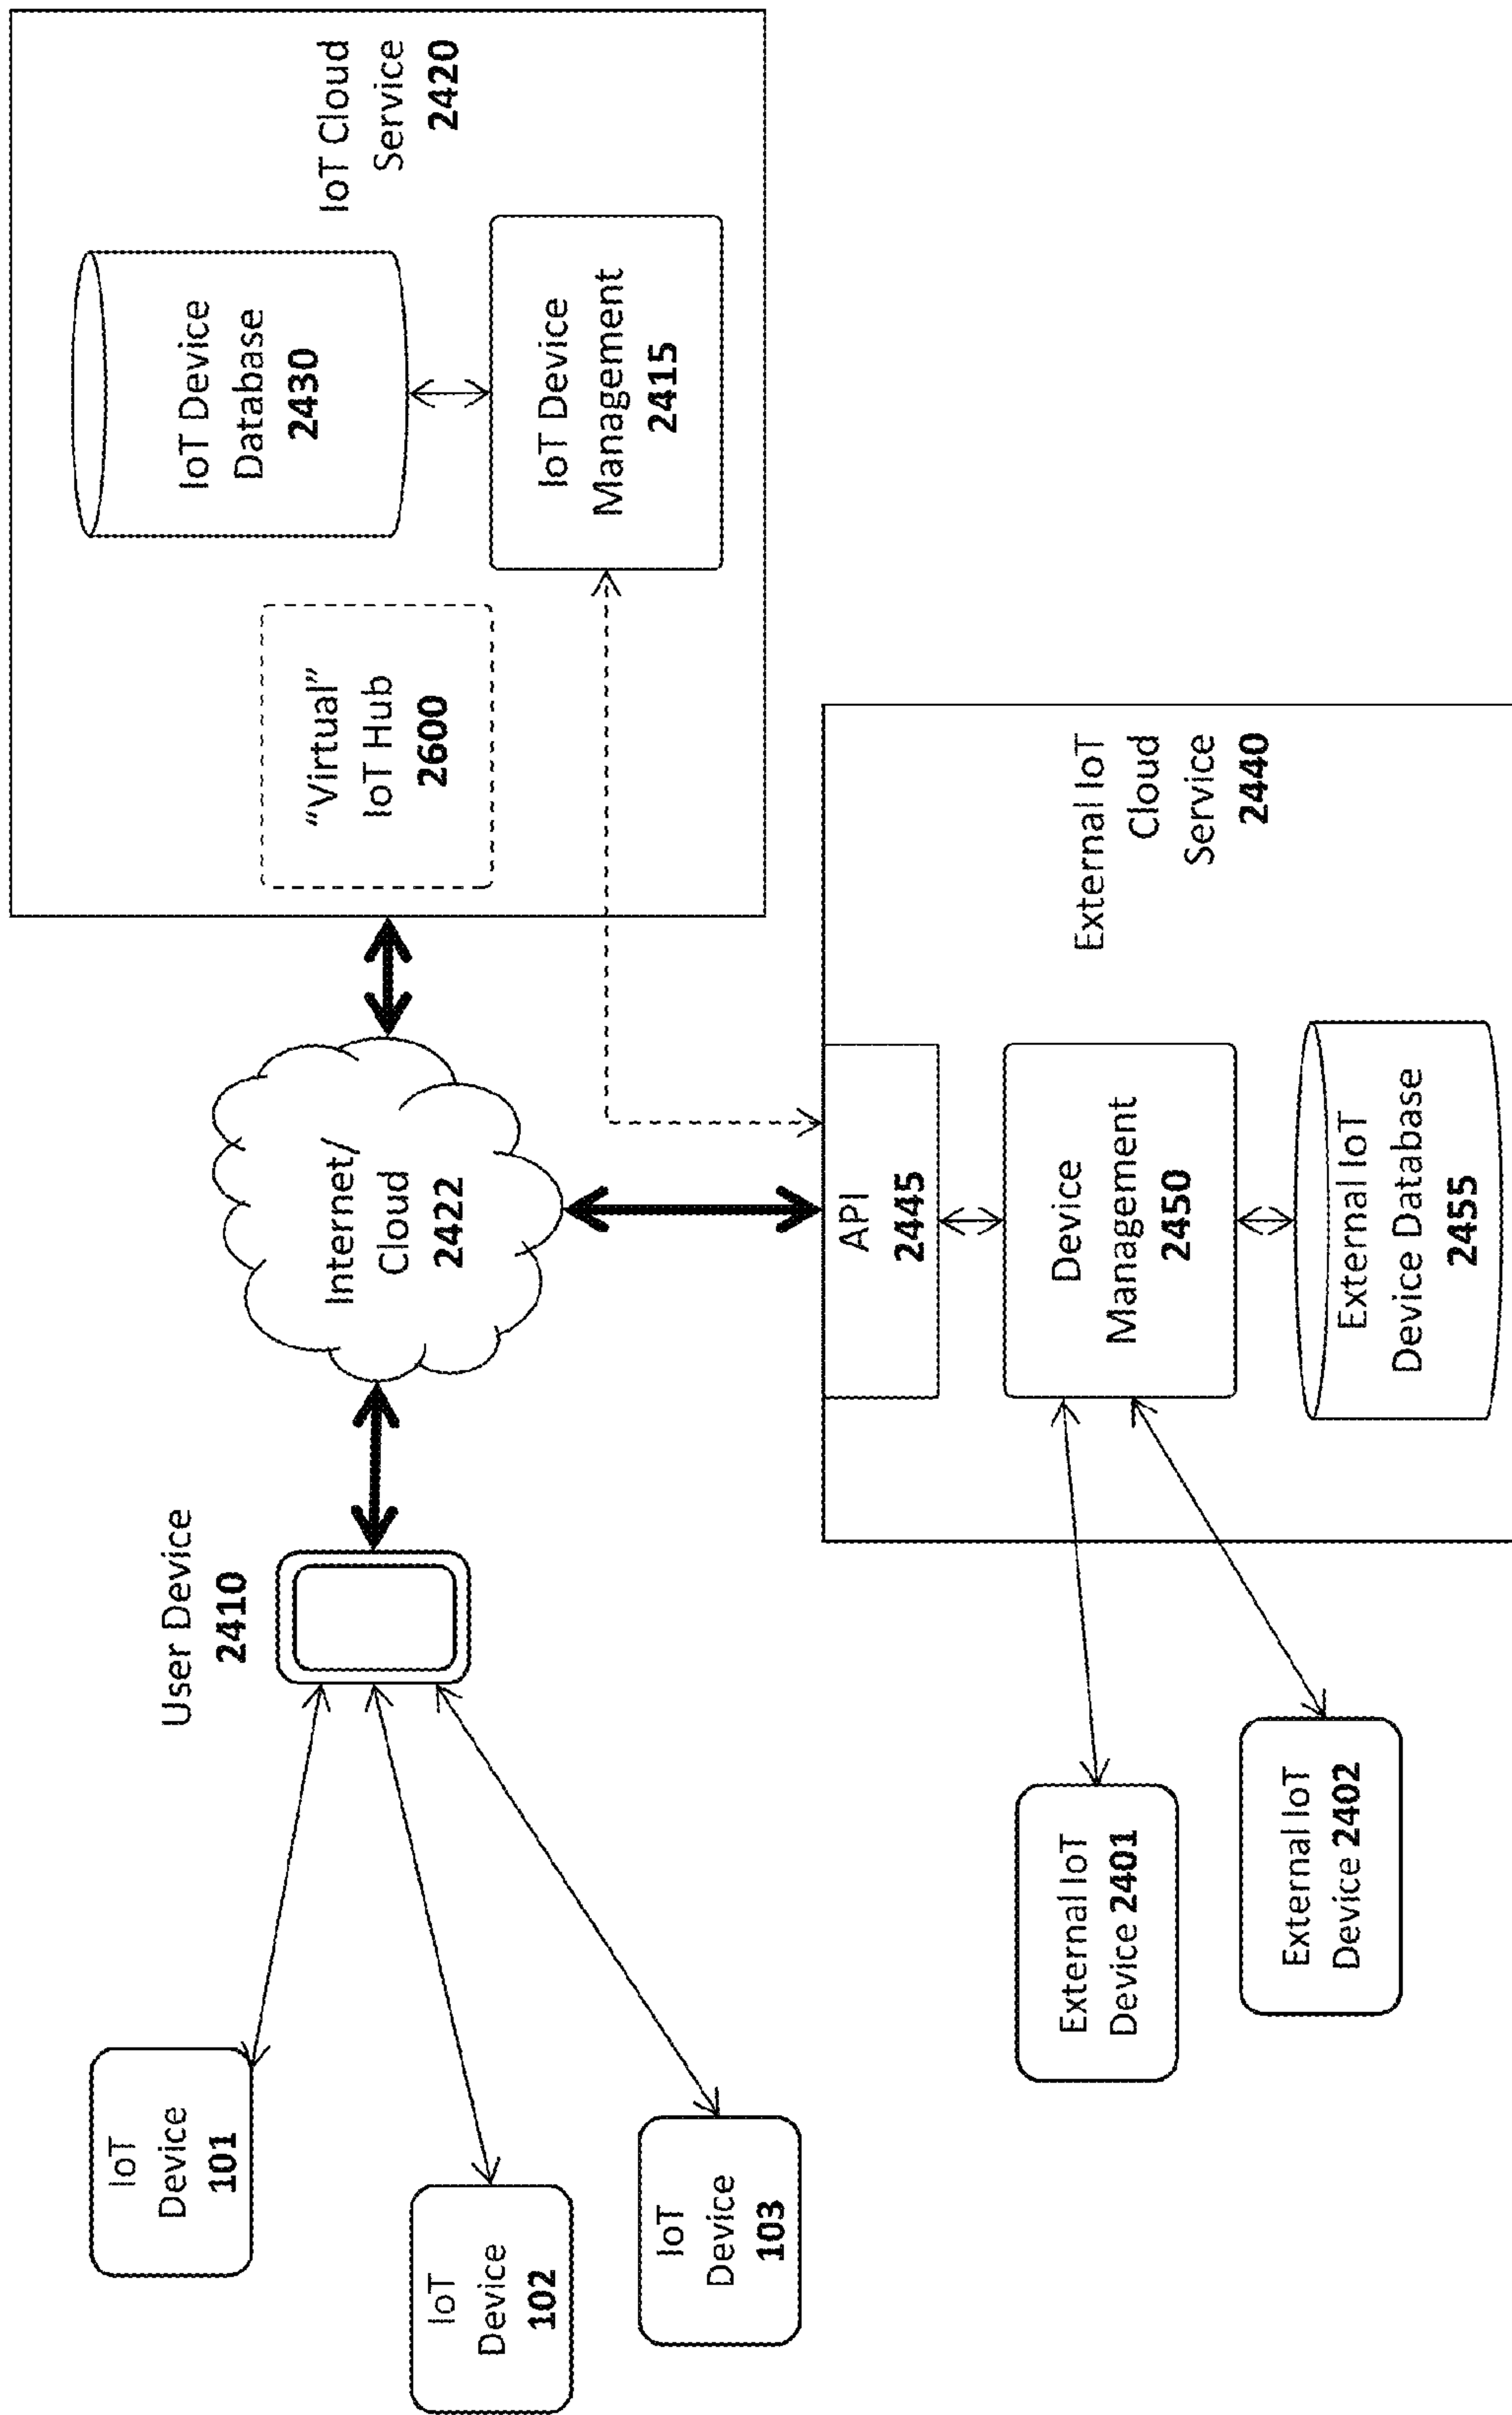 IoT
Device
101
IoT
Device
102
IoT
Device
103
User Device
2410
Internet/
Cloud
2422
IoT Device
Database
2430
IoT Cloud
Service
2420
“Virtual”
IoT Hub
2600
IoT Device
Management
2415
External IoT
Device 2401
External IoT
Device 2402
API
2445
Device
Management
2450
External IoT
Device Database
2455
External IoT
Cloud
Service
2440